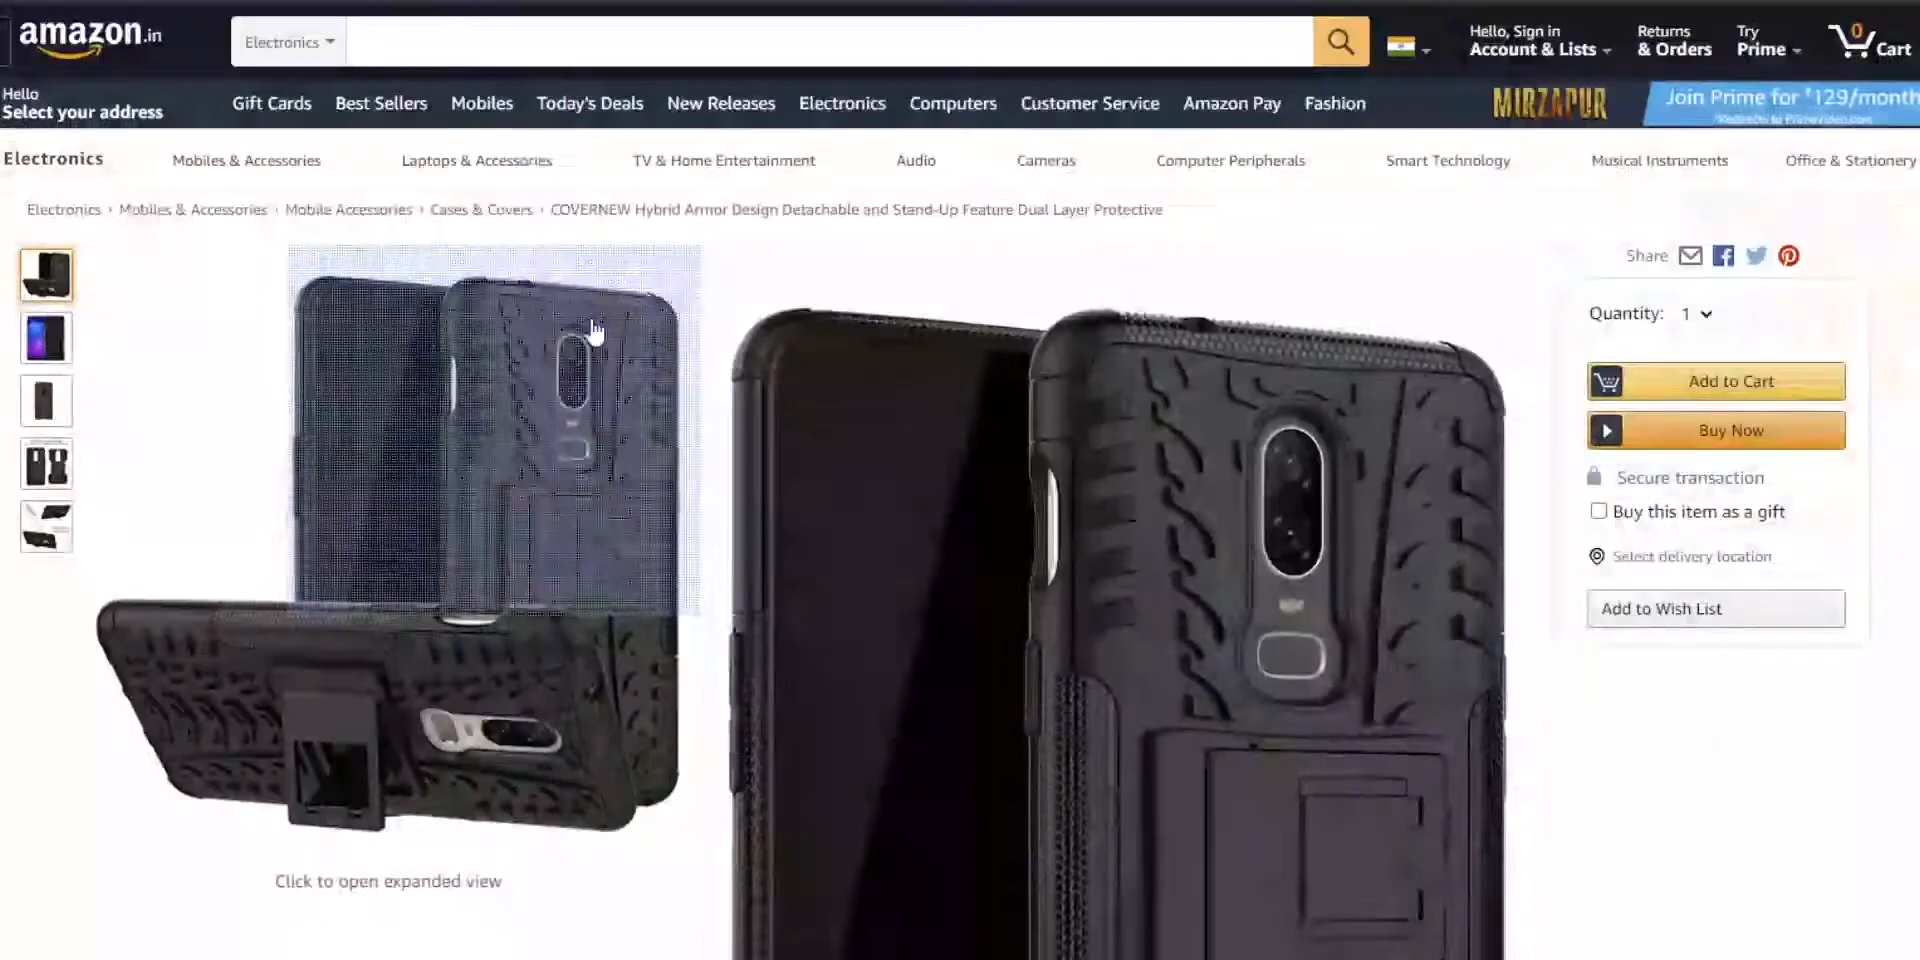 amazon.in
Electronics
Hello, Sign in
Account & Lists
Returns
& Orders
Try
Prime
0
Cart
Hello
Select your address
Gift Cards
Best Sellers
Mobiles
Today's Deals
New Releases
Electronics
Computers
Customer Service
Amazon Pay
Fashion
MIRZAPUR
Join Prime for ₹129/month
*Redirects to PrimeVideo.com
Electronics
Mobiles & Accessories
Laptops & Accessories
TV & Home Entertainment
Audio
Cameras
Computer Peripherals
Smart Technology
Musical Instruments
Office & Stationery
Electronics › Mobiles & Accessories › Mobile Accessories › Cases & Covers › COVERNEW Hybrid Armor Design Detachable and Stand-Up Feature Dual Layer Protective
Share
Quantity: 1
Add to Cart
Buy Now
Secure transaction
Buy this item as a gift
Select delivery location
Add to Wish List
Click to open expanded view